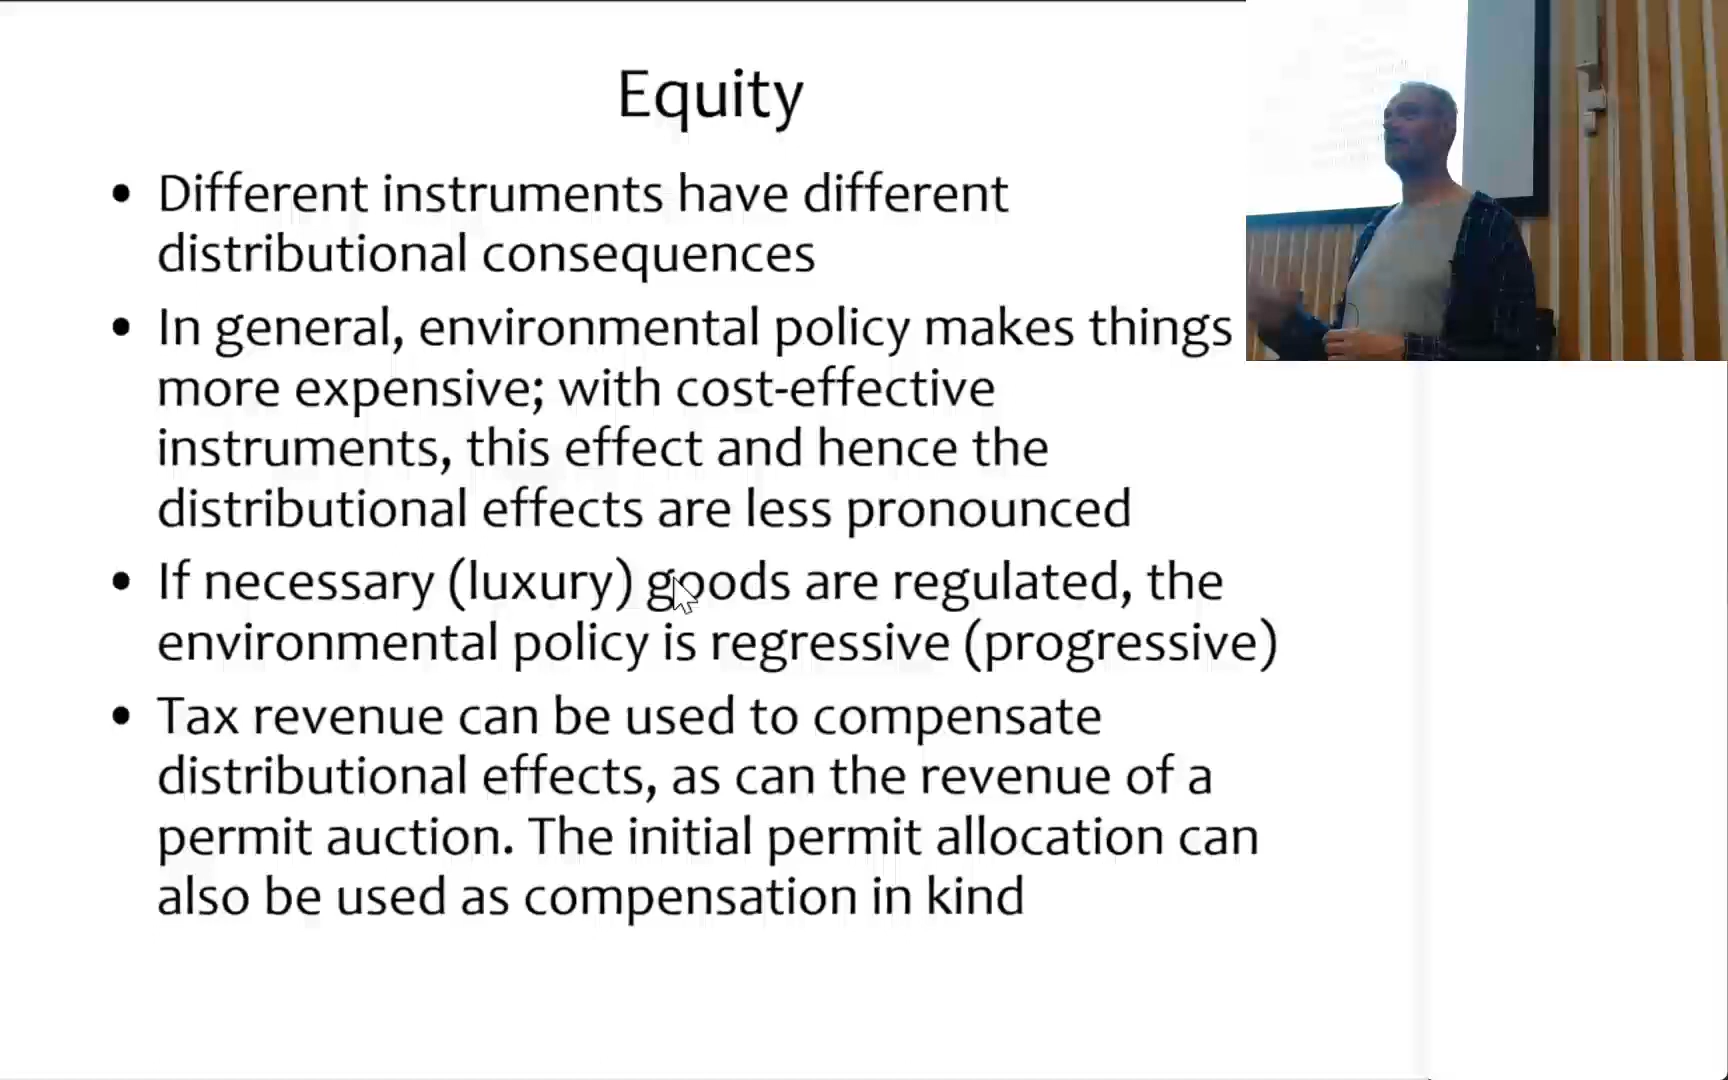 Equity
• Different instruments have different
distributional consequences
• In general, environmental policy makes things
more expensive; with cost-effective
instruments, this effect and hence the
distributional effects are less pronounced
• If necessary (luxury) goods are regulated, the
environmental policy is regressive (progressive)
• Tax revenue can be used to compensate
distributional effects, as can the revenue of a
permit auction. The initial permit allocation can
also be used as compensation in kind